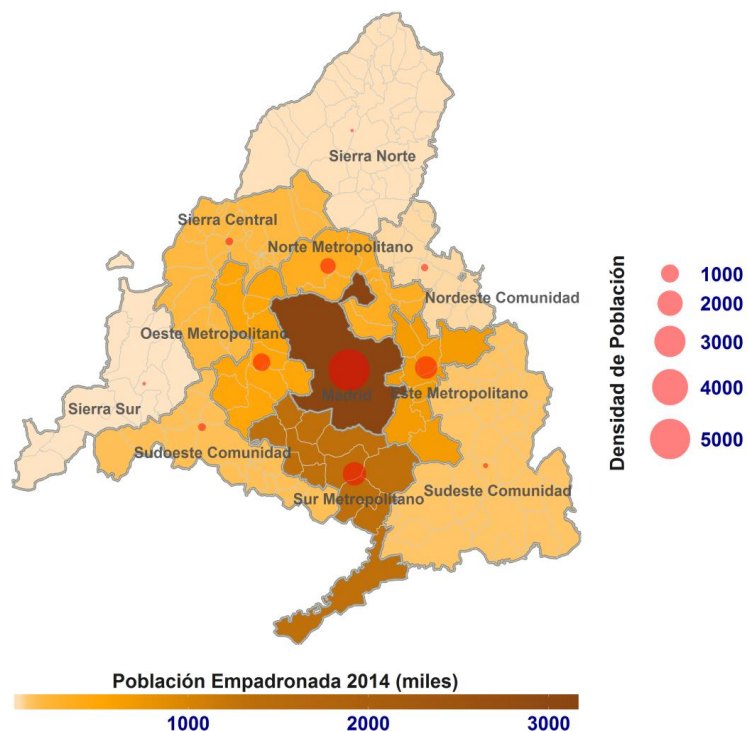 Sierra Norte
Sierra Central
Norte Metropolitano
Nordeste Comunidad
Oeste Metropolitano
Madrid
Este Metropolitano
Sierra Sur
Sudoeste Comunidad
Sur Metropolitano
Sudeste Comunidad
Densidad de Población
1000
2000
3000
4000
5000
Población Empadronada 2014 (miles)
1000 2000 3000